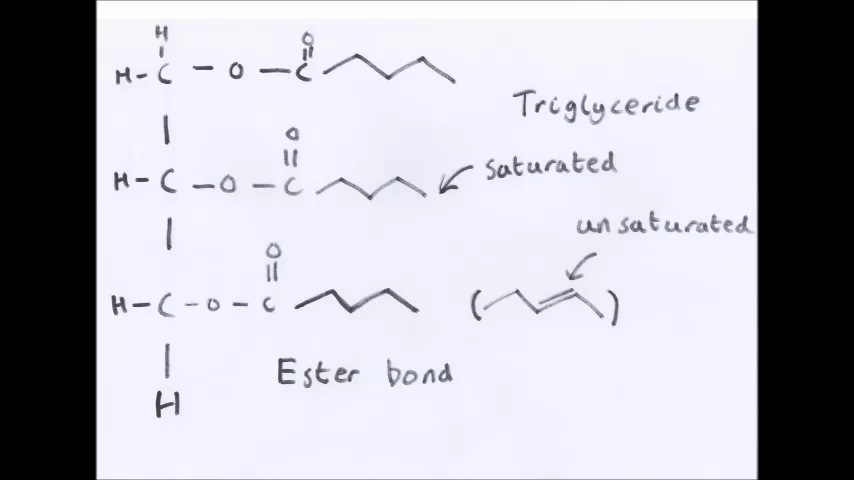 H
O
H - C - O - C
Triglyceride
O
H - C - O - C
saturated
unsaturated
O
H - C - O - C
( )
Ester bond
H